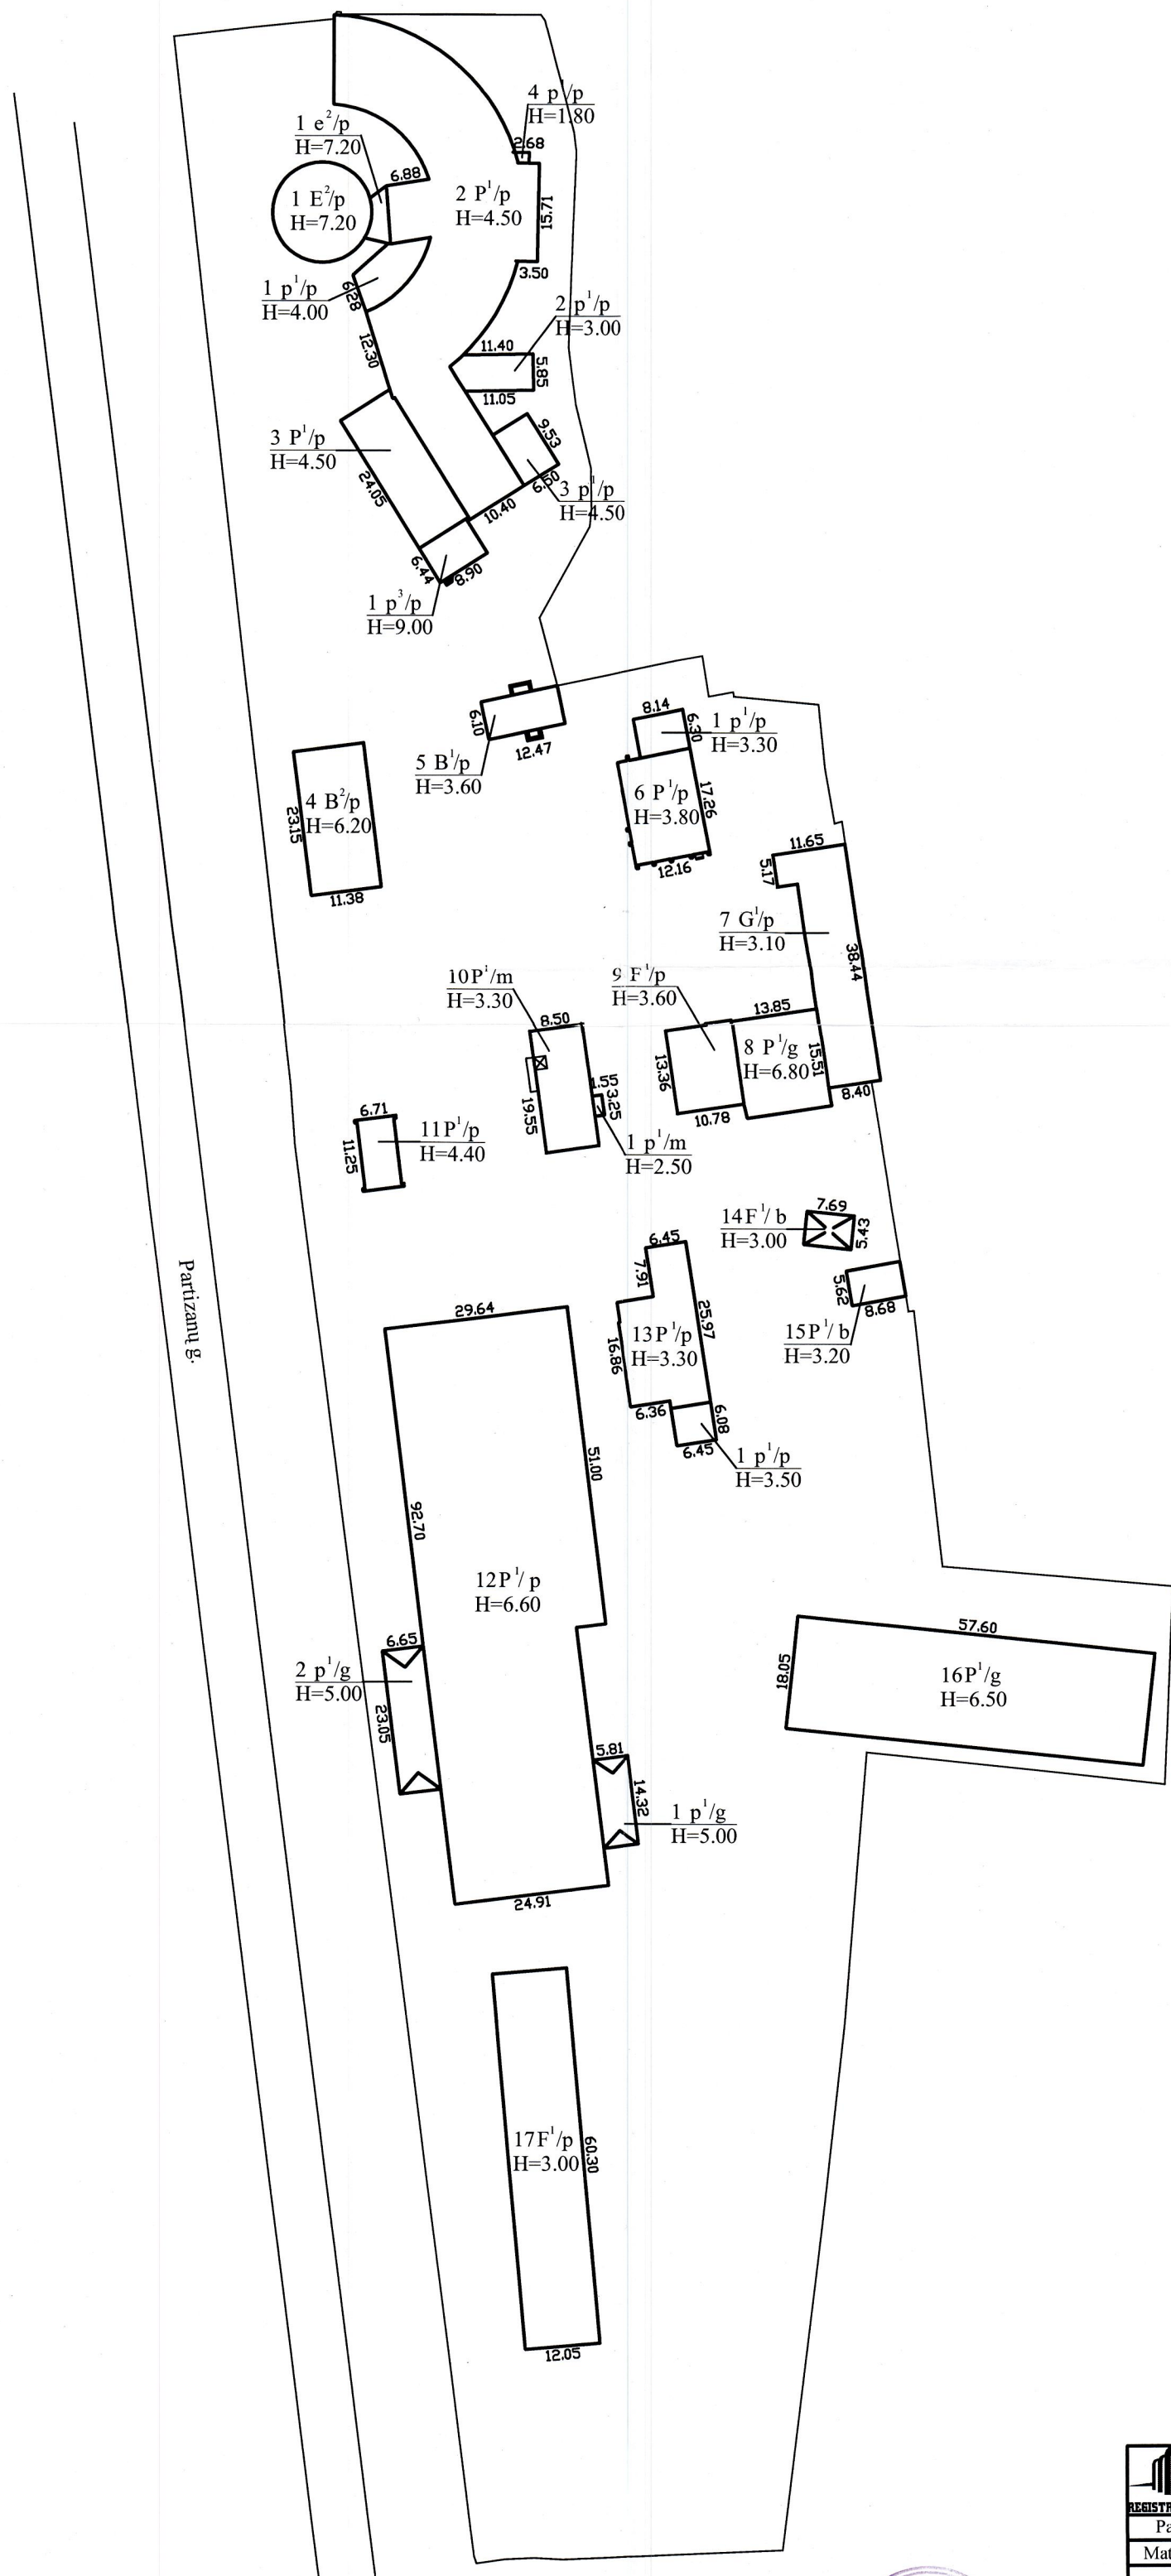 4 p¹/p
H=1.80
1 e²/p
H=7.20
2.68
6.88
1 E²/p
H=7.20
2 P¹/p
H=4.50
15.71
3.50
1 p¹/p
H=4.00
6.28
2 p¹/p
H=3.00
12.30
11.40
5.85
11.05
3 P¹/p
H=4.50
9.53
24.05
6.50
3 p¹/p
H=4.50
10.40
6.44
8.90
1 p³/p
H=9.00
6.10
12.47
5 B¹/p
H=3.60
8.14
6.30
1 p¹/p
H=3.30
4 B²/p
H=6.20
23.15
11.38
6 P¹/p
H=3.80
17.26
12.16
11.65
5.17
7 G¹/p
H=3.10
38.44
10P¹/m
H=3.30
9 F¹/p
H=3.60
8.50
13.85
8 P¹/g
H=6.80
15.51
13.36
10.78
8.40
1.55
3.25
19.55
1 p¹/m
H=2.50
6.71
11.25
11P¹/p
H=4.40
14F¹/b
H=3.00
7.69
5.43
5.62
8.68
15P¹/b
H=3.20
Partizanų g.
6.45
7.91
25.97
13P¹/p
H=3.30
16.86
6.36
6.08
6.45
1 p¹/p
H=3.50
29.64
51.00
92.70
12P¹/p
H=6.60
57.60
18.05
16P¹/g
H=6.50
6.65
2 p¹/g
H=5.00
23.05
5.81
14.32
1 p¹/g
H=5.00
24.91
17F¹/p
H=3.00
60.30
12.05
REGISTR
Pa
Mat